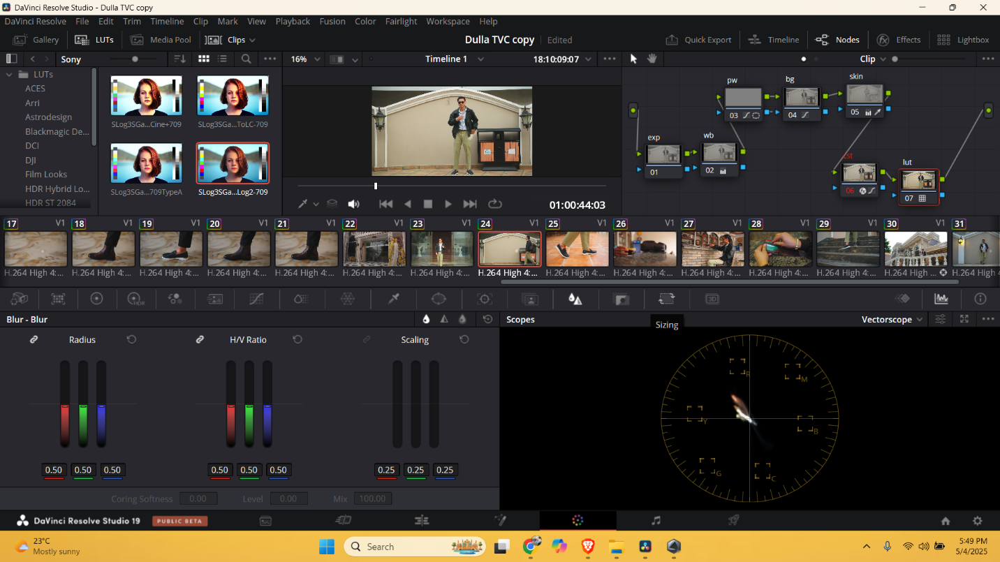 DaVinci Resolve Studio - Dulla TVC copy
DaVinci Resolve File Edit Trim Timeline Clip Mark View Playback Fusion Color Fairlight Workspace Help
Gallery LUTs Media Pool Clips Dulla TVC copy Edited Quick Export Timeline Nodes Effects Lightbox
Sony 16% Timeline 1 18:10:09:07 Clip
LUTs
ACES
Arri
Astrodesign
Blackmagic De...
DCI
DJI
Film Looks
HDR Hybrid Lo...
HDR ST 2084
SLog3SGa...Cine+709
SLog3SGa...ToLC-709
SLog3SGa...709TypeA
SLog3SGa...Log2-709
01:00:44:03
pw
03
bg
04
skin
05
exp
01
wb
02
cst
06
lut
07
17 V1 18 V1 19 V1 20 V1 21 V1 22 V1 23 V1 24 V1 25 V1 26 V1 27 V1 28 V1 29 V1 30 V1 31
H.264 High 4:... H.264 High 4:... H.264 High 4:... H.264 High 4:... H.264 High 4:... H.264 High 4:... H.264 High 4:... H.264 High 4:... H.264 High 4:... H.264 High 4:... H.264 High 4:... H.264 High 4:... H.264 High 4:... H.264 High 4:... H.264 High
HDR
3D
Blur - Blur
Scopes
Vectorscope
Sizing
Radius H/V Ratio Scaling
R
M
Y
B
G
C
0.50 0.50 0.50 0.50 0.50 0.50 0.25 0.25 0.25
Coring Softness 0.00 Level 0.00 Mix 100.00
DaVinci Resolve Studio 19 PUBLIC BETA
23°C
Mostly sunny
Search
5:49 PM
5/4/2025